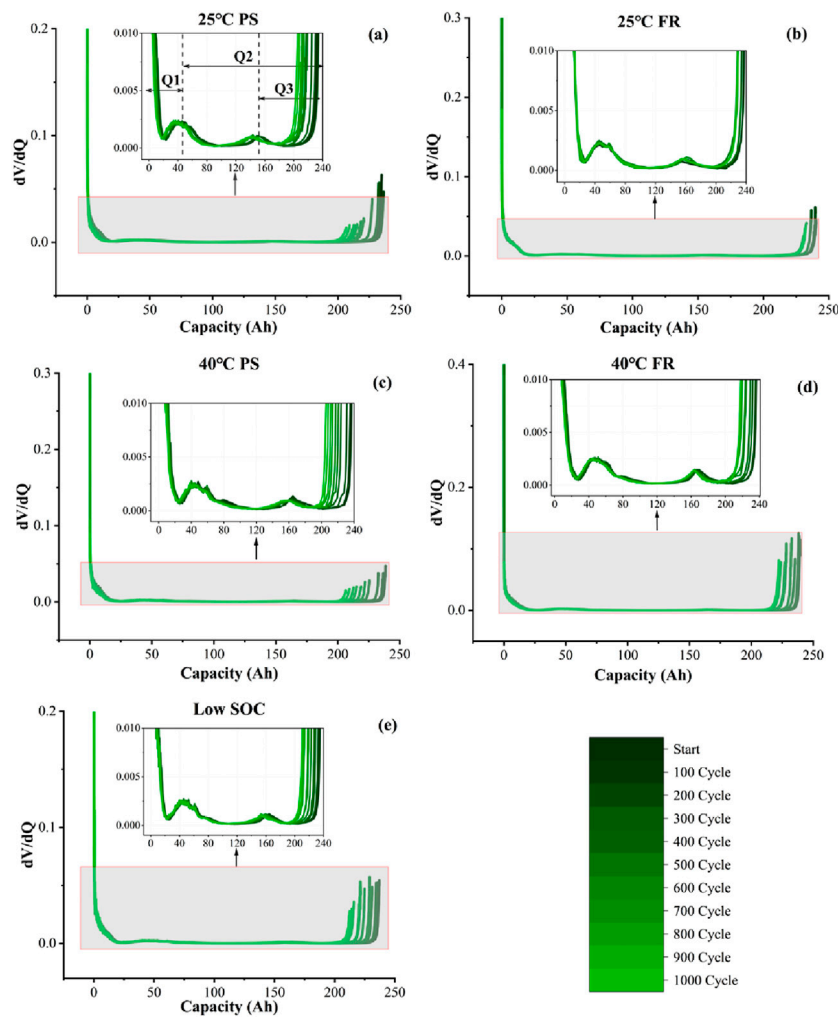 25℃ PS
(a)
dV/dQ
0.2
0.1
0.0
0.010
0.005
0.000
Q1
Q2
Q3
0 40 80 120 160 200 240
0 50 100 150 200 250
Capacity (Ah)
25℃ FR
(b)
dV/dQ
0.3
0.2
0.1
0.0
0.010
0.005
0.000
0 40 80 120 160 200 240
0 50 100 150 200 250
Capacity (Ah)
40℃ PS
(c)
dV/dQ
0.3
0.2
0.1
0.0
0.010
0.005
0.000
0 40 80 120 160 200 240
0 50 100 150 200 250
Capacity (Ah)
40℃ FR
(d)
dV/dQ
0.4
0.2
0.0
0.010
0.005
0.000
0 40 80 120 160 200 240
0 50 100 150 200 250
Capacity (Ah)
Low SOC
(e)
dV/dQ
0.2
0.1
0.0
0.010
0.005
0.000
0 40 80 120 160 200 240
0 50 100 150 200 250
Capacity (Ah)
Start
100 Cycle
200 Cycle
300 Cycle
400 Cycle
500 Cycle
600 Cycle
700 Cycle
800 Cycle
900 Cycle
1000 Cycle